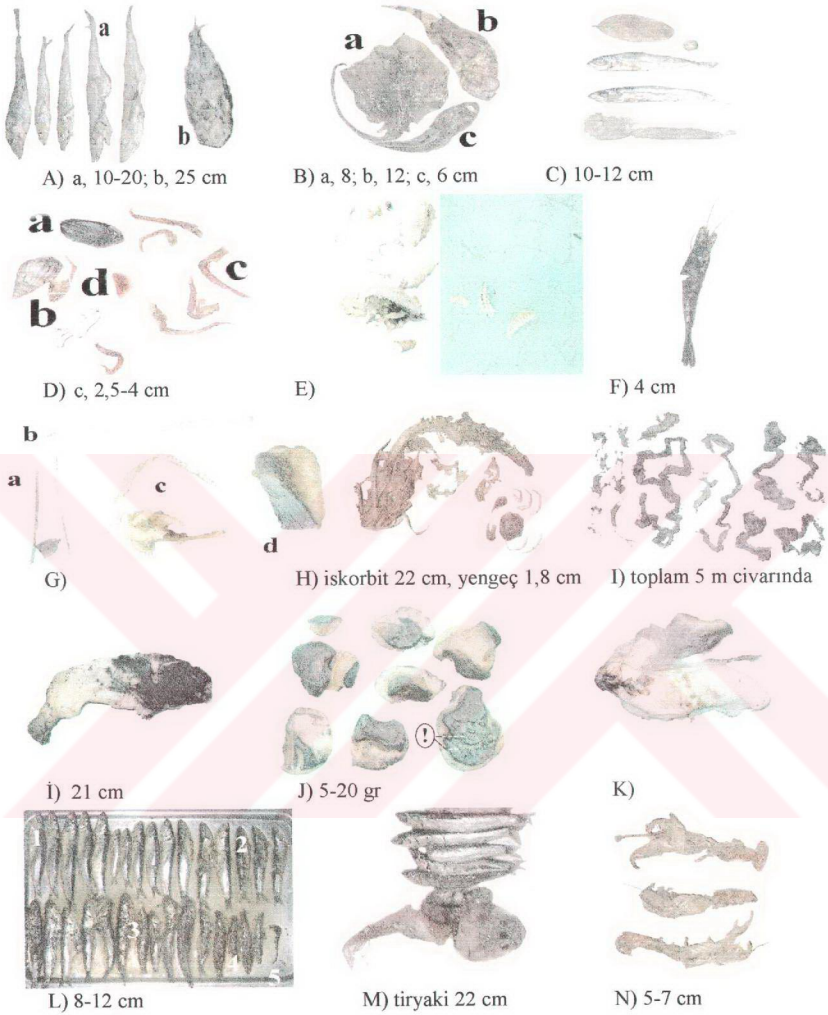 a
b
A) a, 10-20; b, 25 cm
a
b
c
B) a, 8; b, 12; c, 6 cm
C) 10-12 cm
a
b
d
c
D) c, 2,5-4 cm
E)
F) 4 cm
b
a
c
G)
d
H) iskorbit 22 cm, yengeç 1,8 cm
I) toplam 5 m civarında
İ) 21 cm
!
J) 5-20 gr
K)
1
2
3
4
5
L) 8-12 cm
M) tiryaki 22 cm
N) 5-7 cm